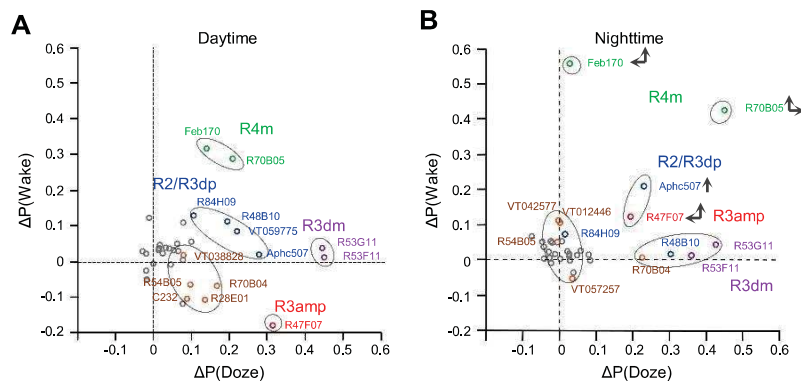 A
Daytime
0.6
0.5
0.4
0.3
0.2
0.1
0
-0.1
-0.2
ΔP(Wake)
Feb170
R4m
R70B05
R2/R3dp
R84H09
R48B10
VT059775
Aphc507
R3dm
R53G11
R53F11
VT038828
R54B05
R70B04
C232
R28E01
R3amp
R47F07
-0.1 0 0.1 0.2 0.3 0.4 0.5 0.6
ΔP(Doze)
B
Nighttime
0.6
0.5
0.4
0.3
0.2
0.1
0
-0.1
-0.2
ΔP(Wake)
Feb170
R4m
R70B05
R2/R3dp
Aphc507
VT042577
VT012446
R47F07
R3amp
R54B05
R84H09
R48B10
R53G11
R70B04
R53F11
VT057257
R3dm
-0.1 0 0.1 0.2 0.3 0.4 0.5 0.6
ΔP(Doze)